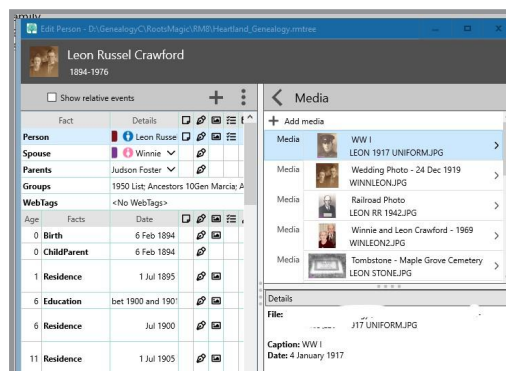 Edit Person - D:\GenealogyC\RootsMagic\RM8\Heartland_Genealogy.rmtree
Leon Russel Crawford
1894-1976
Show relative events
Fact Details
Person Leon Russe
Spouse Winnie
Parents Judson Foster
Groups 1950 List; Ancestors 10Gen Marcia; A
WebTags <No WebTags>
Age Facts Date
0 Birth 6 Feb 1894
0 ChildParent 6 Feb 1894
1 Residence 1 Jul 1895
6 Education bet 1900 and 190
6 Residence Jul 1900
11 Residence 1 Jul 1905
Media
Add media
Media WW I
LEON 1917 UNIFORM.JPG
Media Wedding Photo - 24 Dec 1919
WINNLEON.JPG
Media Railroad Photo
LEON RR 1942.JPG
Media Winnie and Leon Crawford - 1969
WINLEON2.JPG
Media Tombstone - Maple Grove Cemetery
LEON STONE.JPG
Details
File:
17 UNIFORM.JPG
Caption: WW I
Date: 4 January 1917